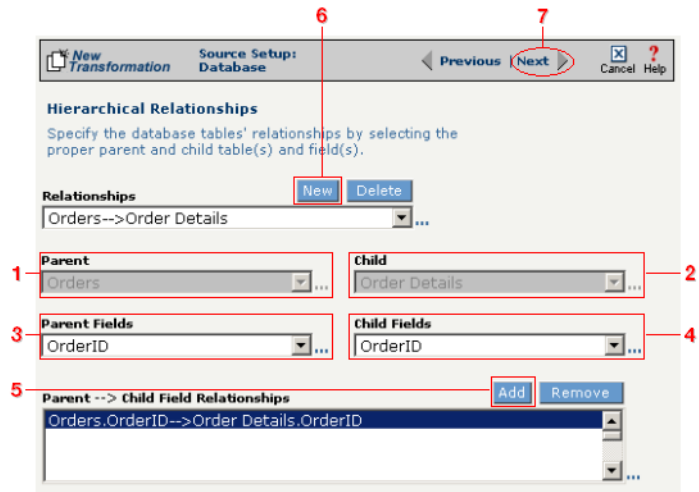 6
7
New Transformation
Source Setup: Database
Previous | Next
Cancel
?
Help
Hierarchical Relationships
Specify the database tables' relationships by selecting the
proper parent and child table(s) and field(s).
Relationships
New
Delete
Orders-->Order Details
...
1
Parent
Orders
...
Child
Order Details
...
2
3
Parent Fields
OrderID
...
Child Fields
OrderID
...
4
5
Parent --> Child Field Relationships
Add
Remove
Orders.OrderID-->Order Details.OrderID
...